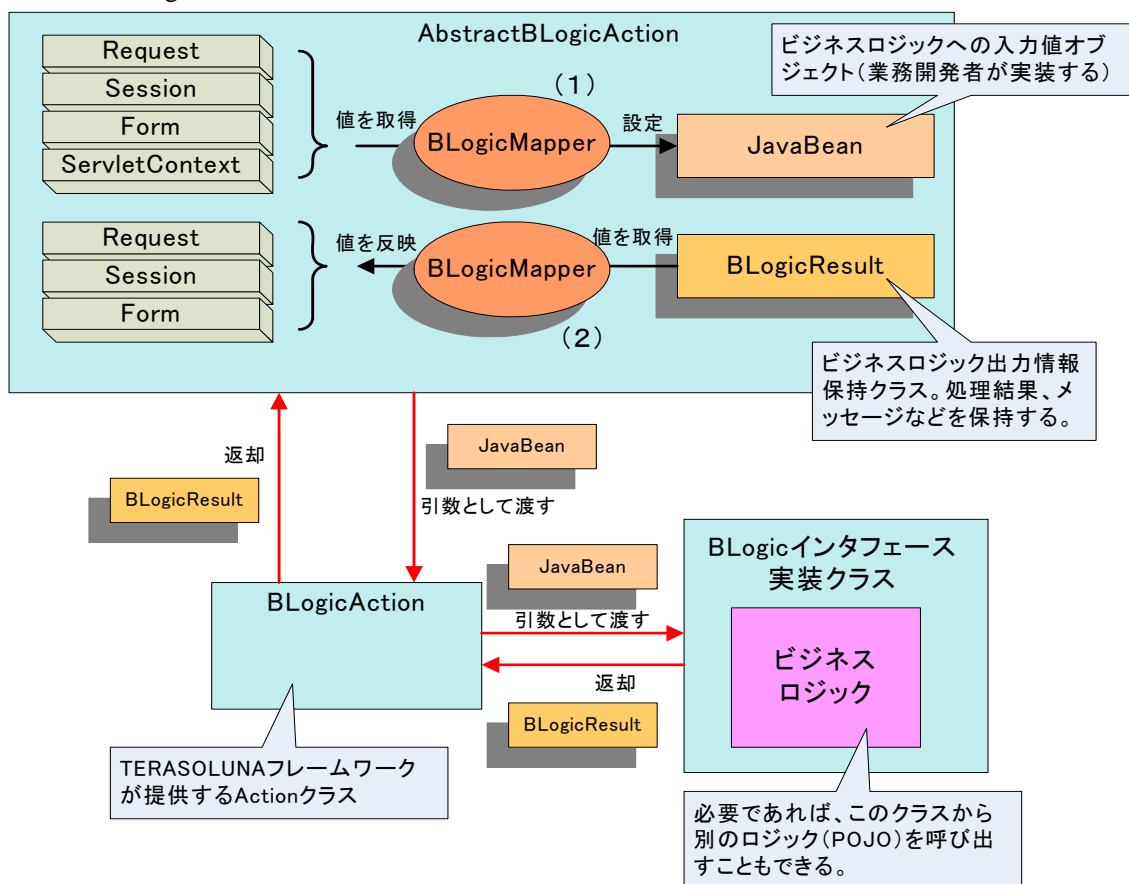 AbstractBLogicAction
Request
Session
Form
ServletContext
値を取得
(1)
BLogicMapper
設定
JavaBean
ビジネスロジックへの入力値オブ
ジェクト(業務開発者が実装する)
Request
Session
Form
値を反映
BLogicMapper
(2)
値を取得
BLogicResult
ビジネスロジック出力情報
保持クラス。処理結果、メ
ッセージなどを保持する。
返却
BLogicResult
JavaBean
引数として渡す
BLogicAction
JavaBean
引数として渡す
返却
BLogicResult
BLogicインタフェース
実装クラス
ビジネス
ロジック
TERASOLUNAフレームワーク
が提供するActionクラス
必要であれば、このクラスから
別のロジック(POJO)を呼び出
すこともできる。